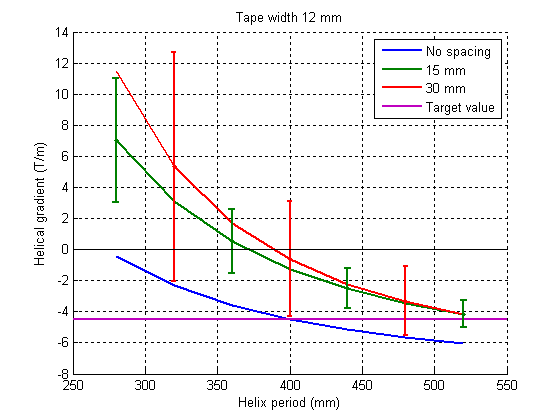 Tape width 12 mm
No spacing
15 mm
30 mm
Target value
Helical gradient (T/m)
14
12
10
8
6
4
2
0
-2
-4
-6
-8
250 300 350 400 450 500 550
Helix period (mm)